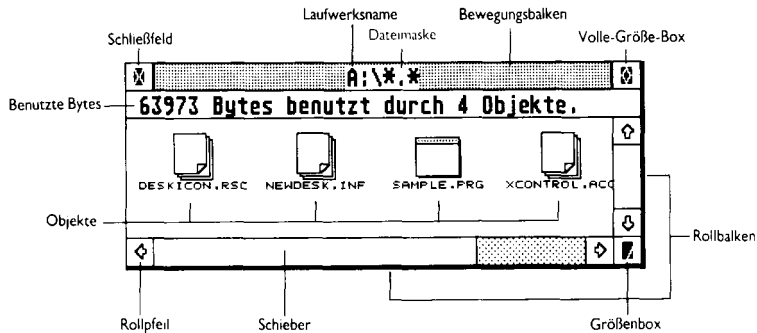 Laufwerksname
Bewegungsbalken
Schließfeld
Dateimaske
Volle-Größe-Box
A:\*.*
Benutzte Bytes
63973 Bytes benutzt durch 4 Objekte.
DESKICON.RSC NEWDESK.INF SAMPLE.PRG XCONTROL.ACC
Objekte
Rollbalken
Rollpfeil
Schieber
Größenbox